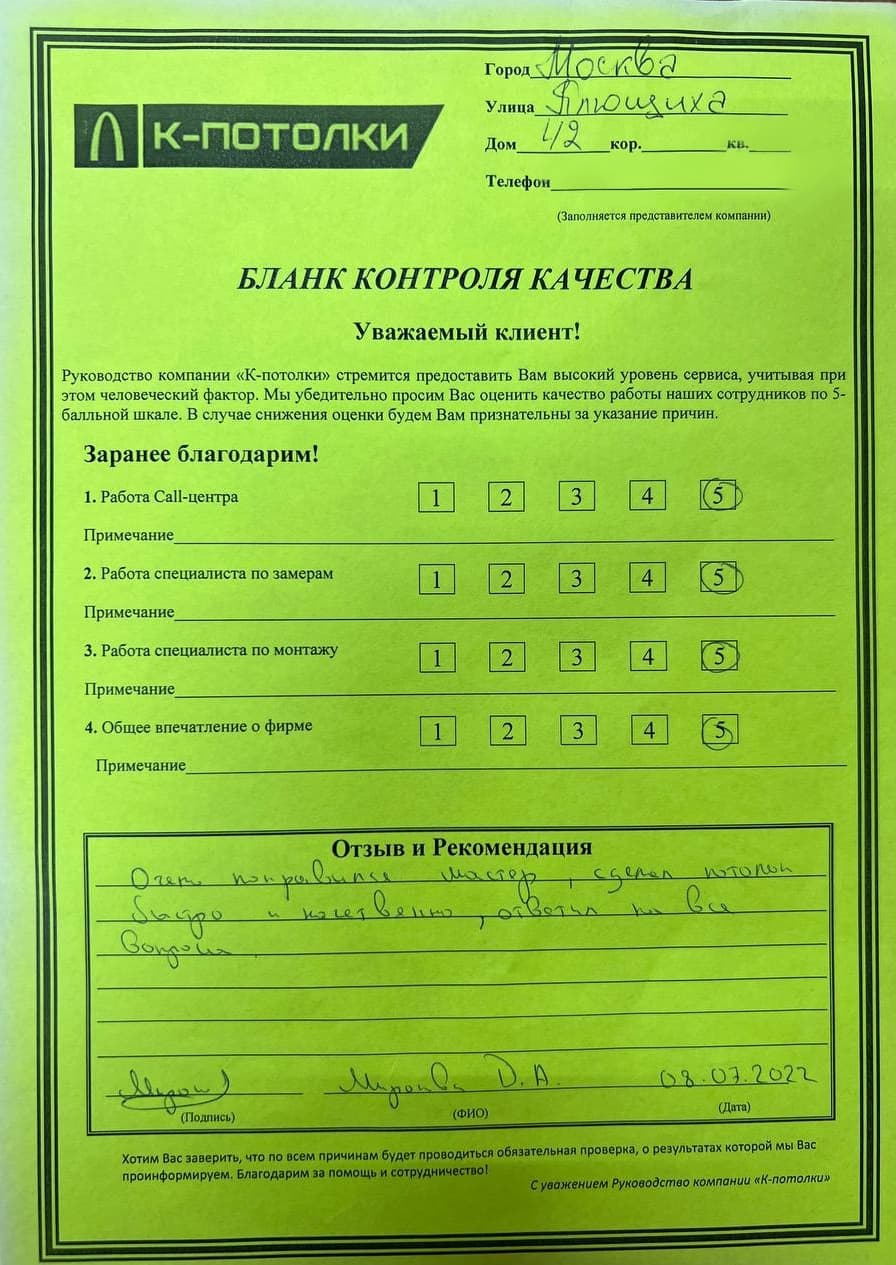 К-ПОТОЛКИ
Город Москва
Улица Плющиха
Дом 42 кор. кв.
Телефон
(Заполняется представителем компании)
БЛАНК КОНТРОЛЯ КАЧЕСТВА
Уважаемый клиент!
Руководство компании «К-потолки» стремится предоставить Вам высокий уровень сервиса, учитывая при
этом человеческий фактор. Мы убедительно просим Вас оценить качество работы наших сотрудников по 5-
балльной шкале. В случае снижения оценки будем Вам признательны за указание причин.
Заранее благодарим!
1. Работа Call-центра 1 2 3 4 5
Примечание
2. Работа специалиста по замерам 1 2 3 4 5
Примечание
3. Работа специалиста по монтажу 1 2 3 4 5
Примечание
4. Общее впечатление о фирме 1 2 3 4 5
Примечание
Отзыв и Рекомендация
Очень понравился мастер, сделал потолок
быстро и качественно, ответил на все
вопросы.
Д.А. 08.07.2022
(Подпись) (ФИО) (Дата)
Хотим Вас заверить, что по всем причинам будет проводиться обязательная проверка, о результатах которой мы Вас
проинформируем. Благодарим за помощь и сотрудничество!
С уважением Руководство компании «К-потолки»